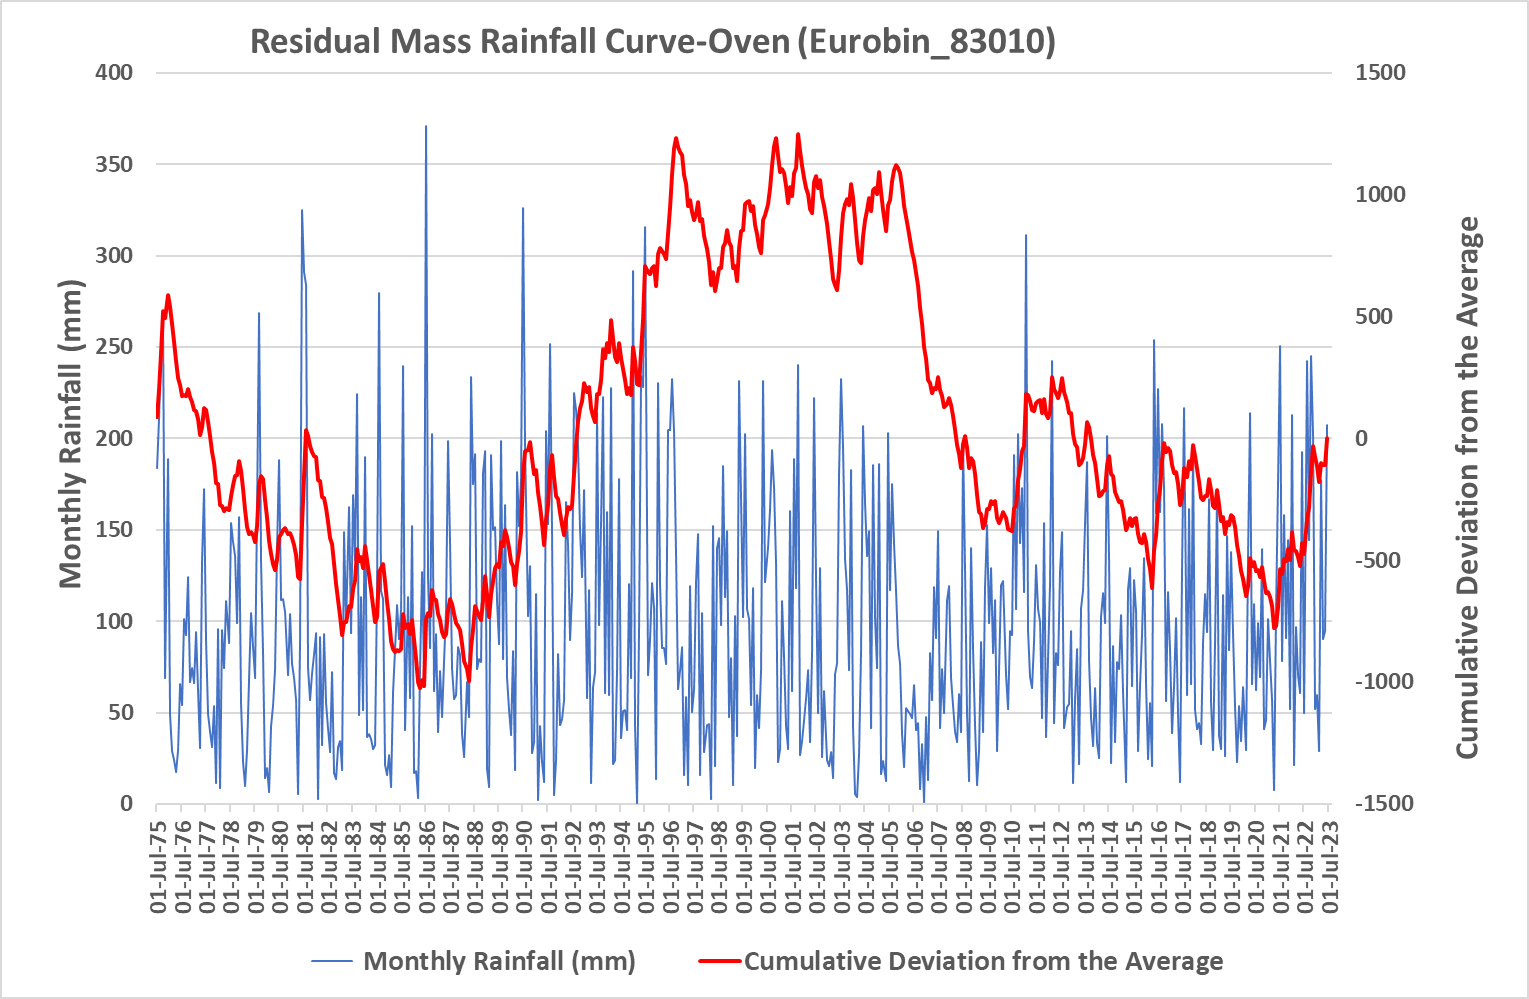 Residual Mass Rainfall Curve-Oven (Eurobin_83010)
400
350
300
250
200
150
100
50
0
Monthly Rainfall (mm)
1500
1000
500
0
-500
-1000
-1500
Cumulative Deviation from the Average
01-Jul-75
01-Jul-76
01-Jul-77
01-Jul-78
01-Jul-79
01-Jul-80
01-Jul-81
01-Jul-82
01-Jul-83
01-Jul-84
01-Jul-85
01-Jul-86
01-Jul-87
01-Jul-88
01-Jul-89
01-Jul-90
01-Jul-91
01-Jul-92
01-Jul-93
01-Jul-94
01-Jul-95
01-Jul-96
01-Jul-97
01-Jul-98
01-Jul-99
01-Jul-00
01-Jul-01
01-Jul-02
01-Jul-03
01-Jul-04
01-Jul-05
01-Jul-06
01-Jul-07
01-Jul-08
01-Jul-09
01-Jul-10
01-Jul-11
01-Jul-12
01-Jul-13
01-Jul-14
01-Jul-15
01-Jul-16
01-Jul-17
01-Jul-18
01-Jul-19
01-Jul-20
01-Jul-21
01-Jul-22
01-Jul-23
Monthly Rainfall (mm)
Cumulative Deviation from the Average